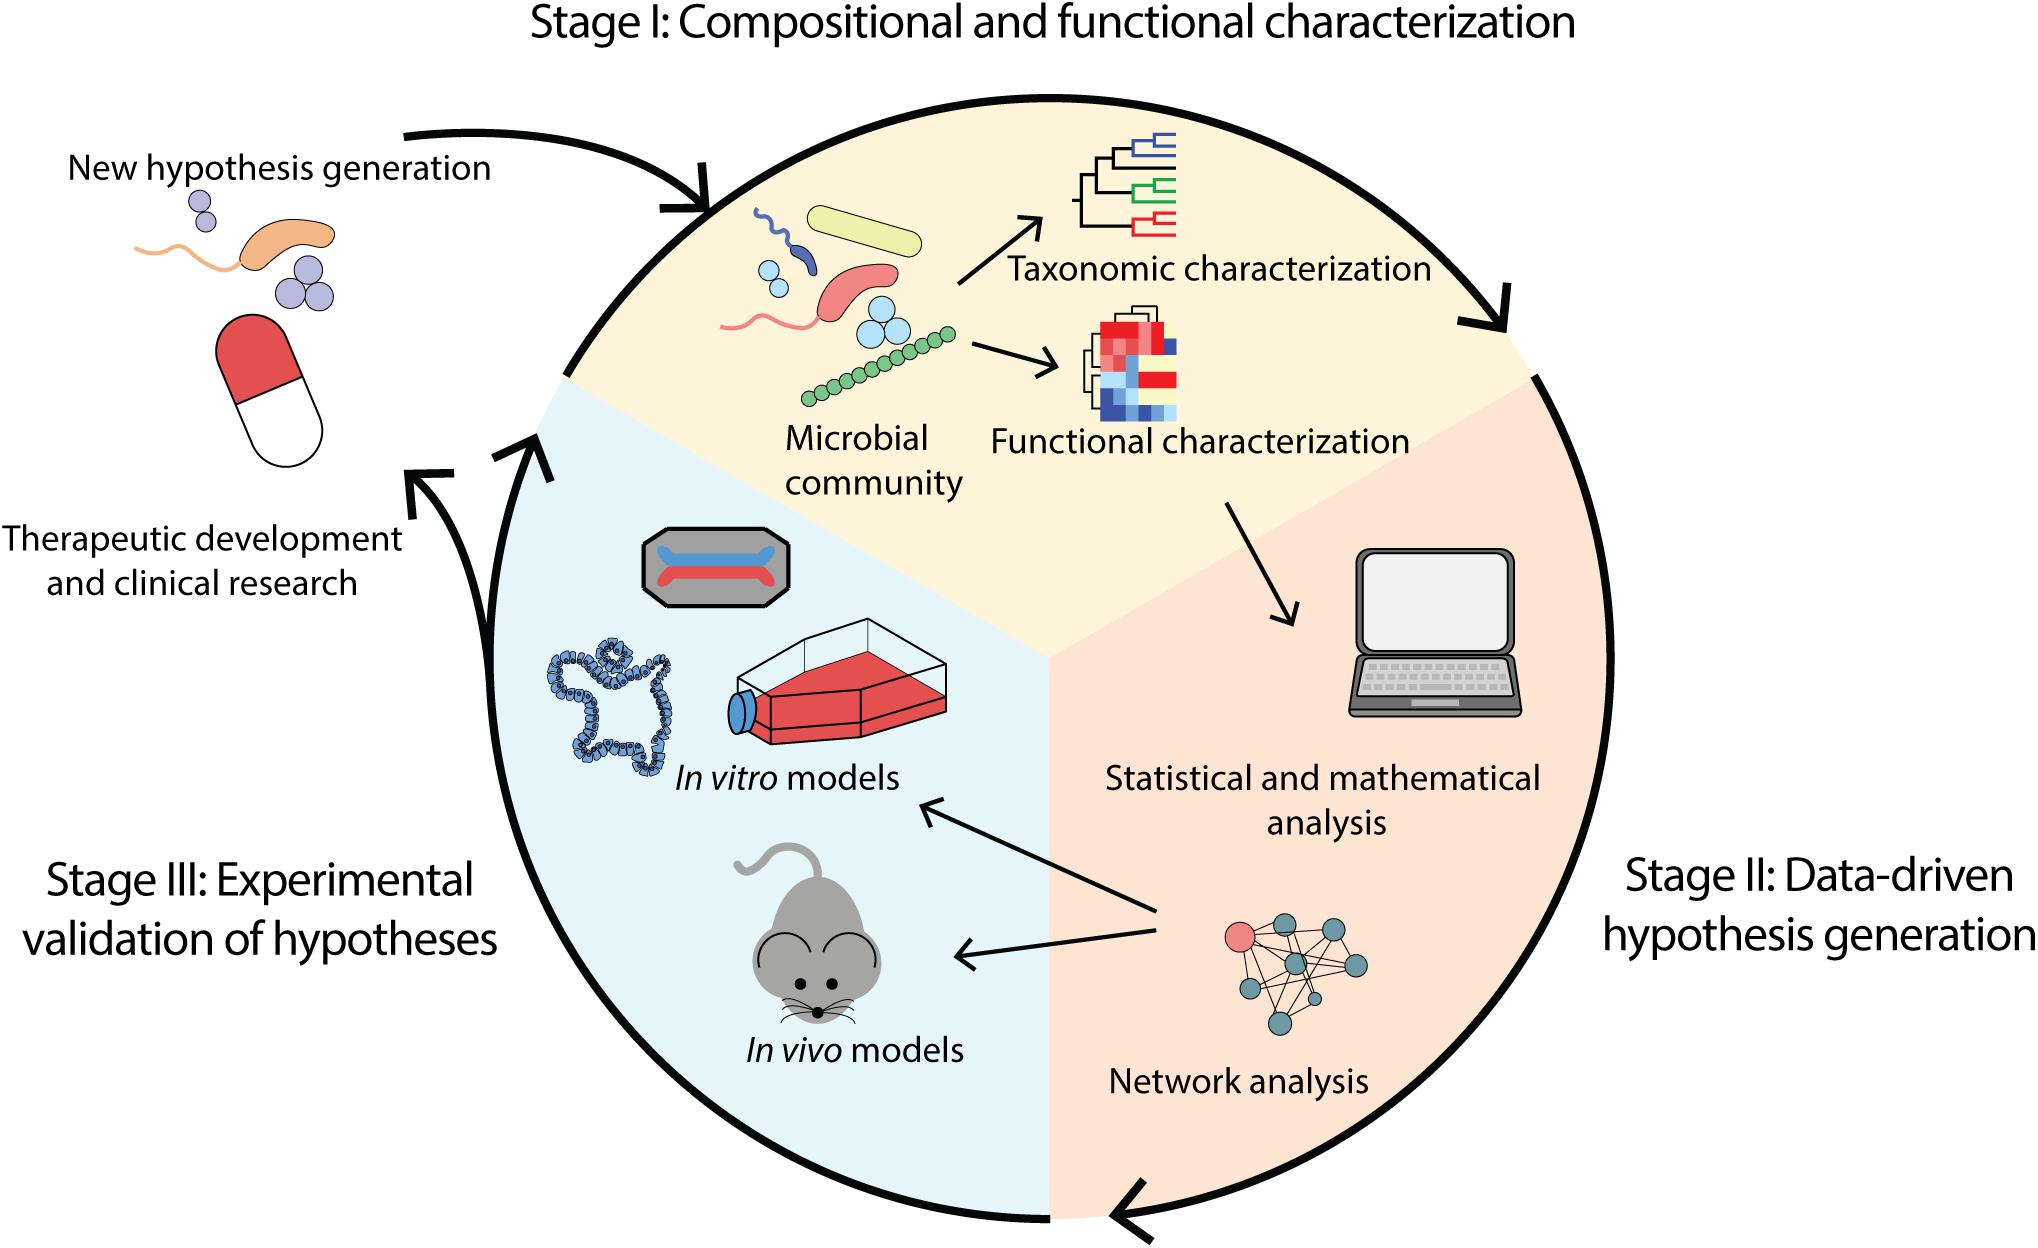 Stage I: Compositional and functional characterization
New hypothesis generation
Taxonomic characterization
Microbial
community
Functional characterization
Therapeutic development
and clinical research
In vitro models
Statistical and mathematical
analysis
Stage III: Experimental
validation of hypotheses
Stage II: Data-driven
hypothesis generation
In vivo models
Network analysis